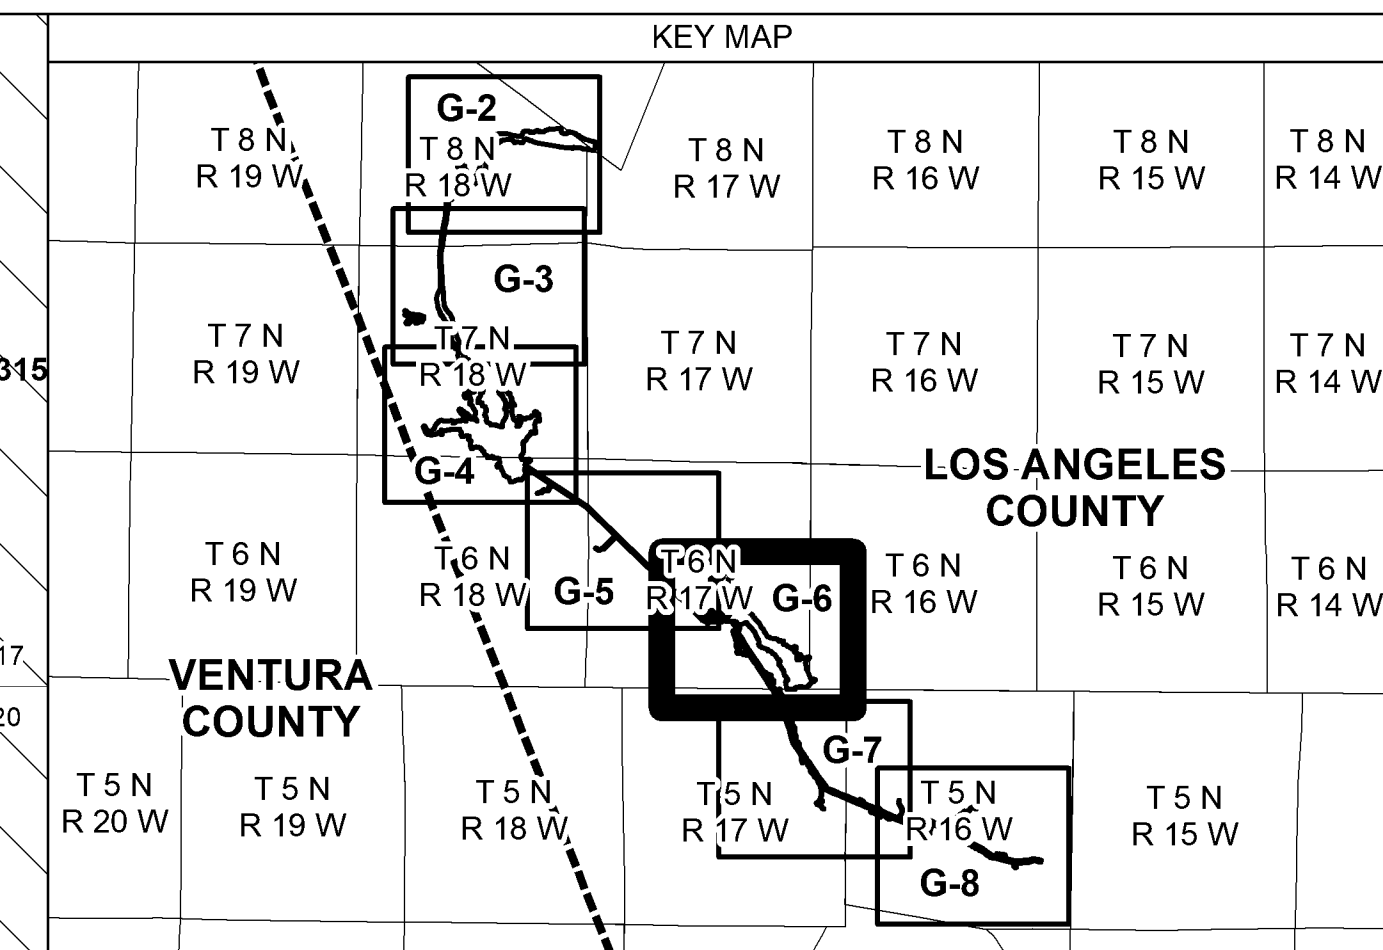 KEY MAP
G-2
T 8 N
R 19 W
T 8 N
R 18 W
T 8 N
R 17 W
T 8 N
R 16 W
T 8 N
R 15 W
T 8 N
R 14 W
G-3
T 7 N
R 19 W
T 7 N
R 18 W
T 7 N
R 17 W
T 7 N
R 16 W
T 7 N
R 15 W
T 7 N
R 14 W
315
G-4
LOS ANGELES
COUNTY
T 6 N
R 19 W
T 6 N
R 18 W
G-5
T 6 N
R 17 W
G-6
T 6 N
R 16 W
T 6 N
R 15 W
T 6 N
R 14 W
17
20
VENTURA
COUNTY
G-7
T 5 N
R 20 W
T 5 N
R 19 W
T 5 N
R 18 W
T 5 N
R 17 W
T 5 N
R 16 W
T 5 N
R 15 W
G-8